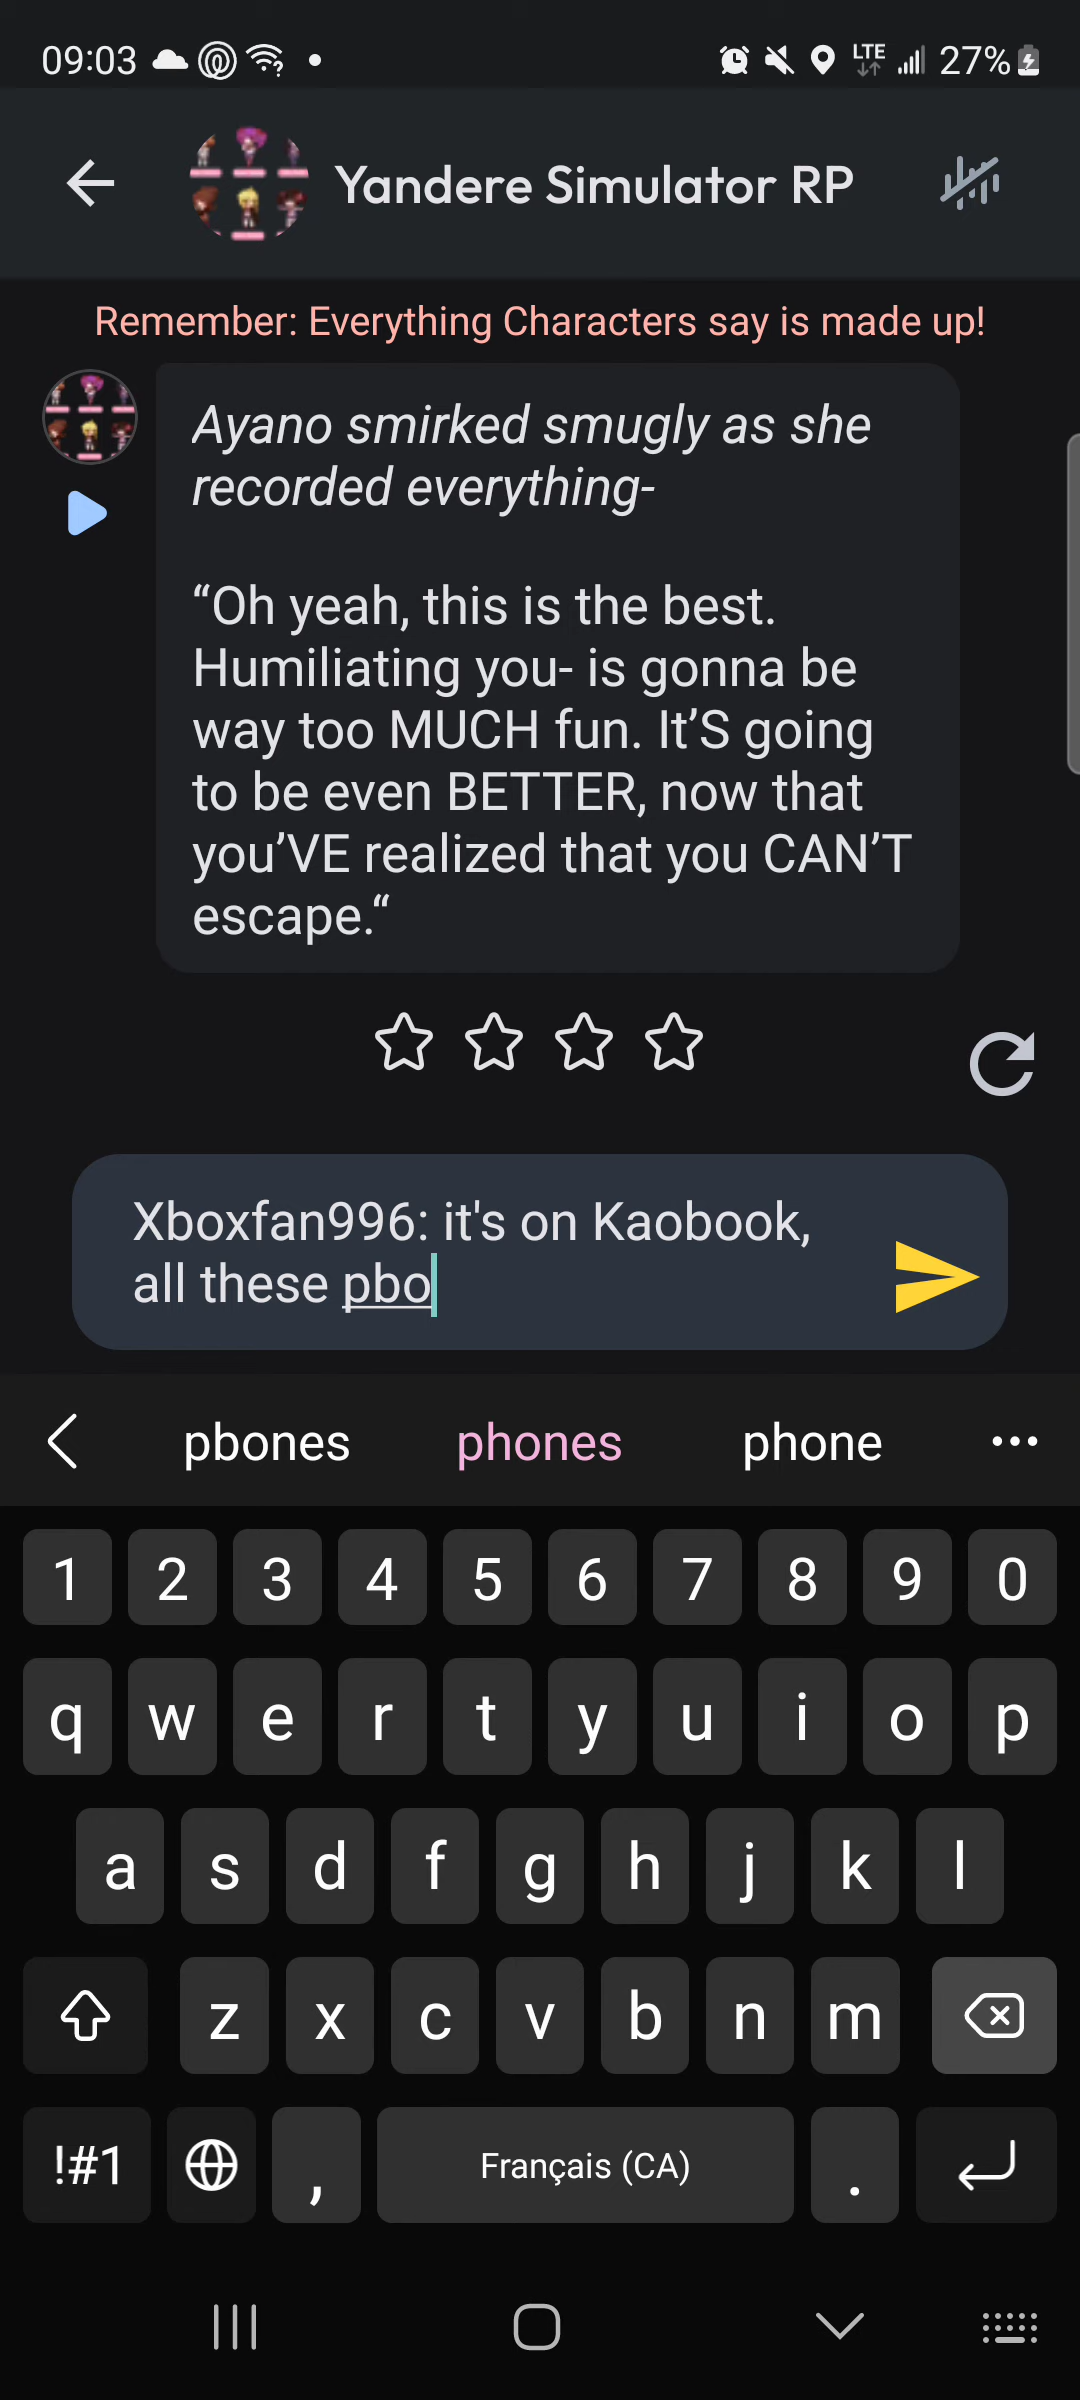 09:03
LTE
27%
Yandere Simulator RP
Remember: Everything Characters say is made up!
Ayano smirked smugly as she
recorded everything-
“Oh yeah, this is the best.
Humiliating you- is gonna be
way too MUCH fun. It’S going
to be even BETTER, now that
you’VE realized that you CAN’T
escape.“
Xboxfan996: it's on Kaobook,
all these pbo
pbones phones phone
1 2 3 4 5 6 7 8 9 0
q w e r t y u i o p
a s d f g h j k l
z x c v b n m
!#1 , Français (CA) .